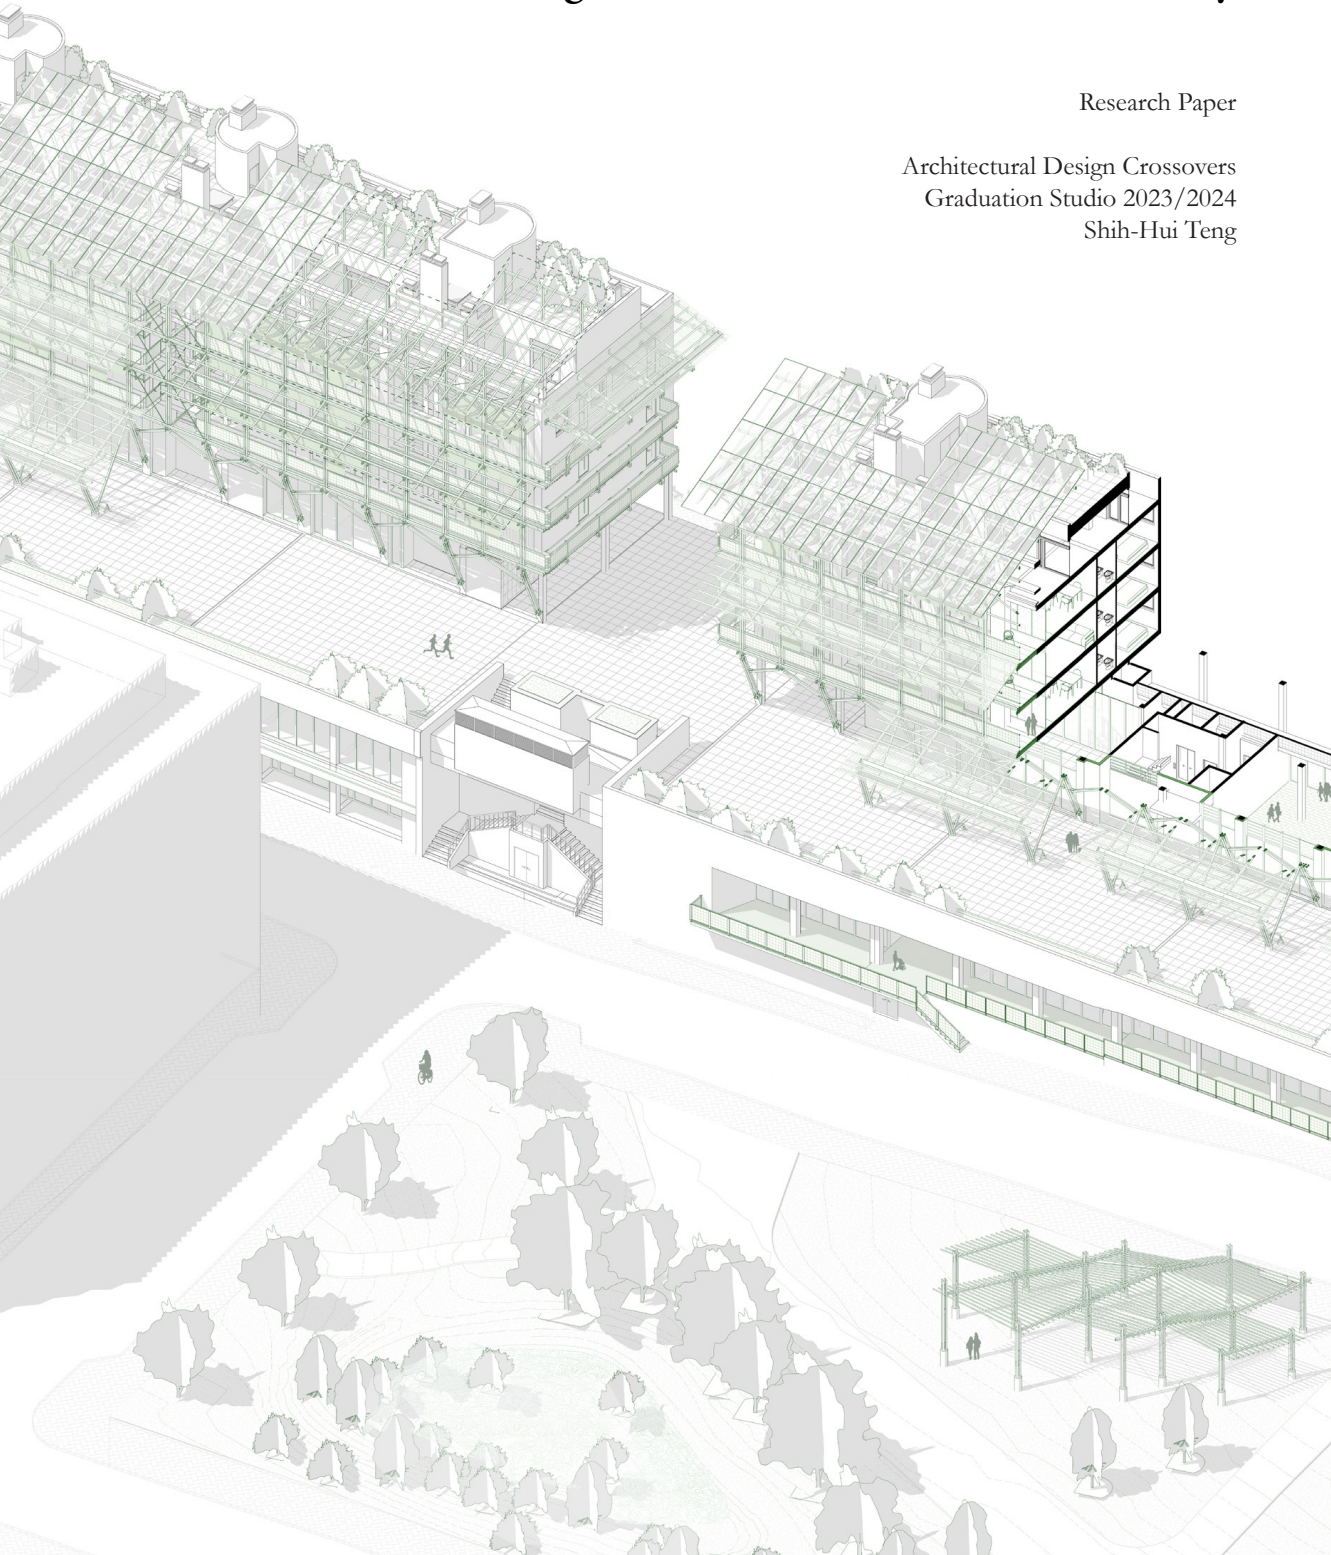 Research Paper
Architectural Design Crossovers
Graduation Studio 2023/2024
Shih-Hui Teng